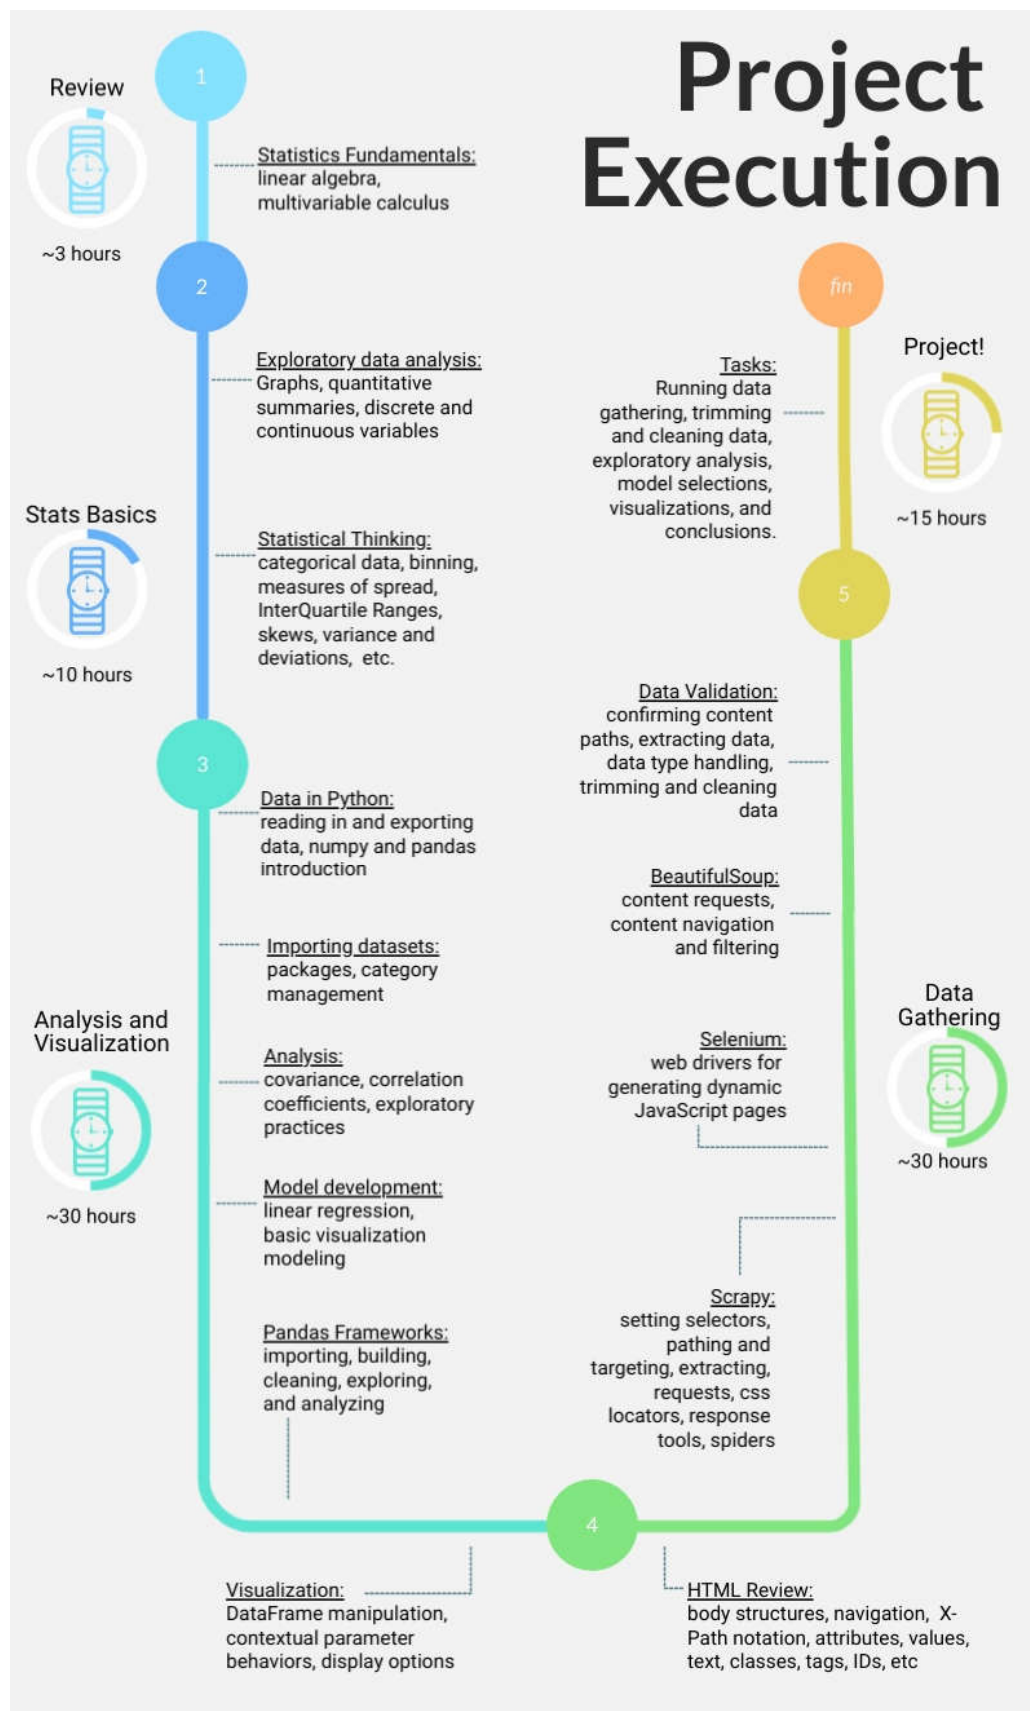 Project
Execution
1
Review
~3 hours
Statistics Fundamentals:
linear algebra,
multivariable calculus
2
Exploratory data analysis:
Graphs, quantitative
summaries, discrete and
continuous variables
Stats Basics
~10 hours
Statistical Thinking:
categorical data, binning,
measures of spread,
InterQuartile Ranges,
skews, variance and
deviations, etc.
3
Data in Python:
reading in and exporting
data, numpy and pandas
introduction
Importing datasets:
packages, category
management
Analysis and
Visualization
~30 hours
Analysis:
covariance, correlation
coefficients, exploratory
practices
Model development:
linear regression,
basic visualization
modeling
Pandas Frameworks:
importing, building,
cleaning, exploring,
and analyzing
Visualization:
DataFrame manipulation,
contextual parameter
behaviors, display options
4
HTML Review:
body structures, navigation, X-
Path notation, attributes, values,
text, classes, tags, IDs, etc
Scrapy:
setting selectors,
pathing and
targeting, extracting,
requests, css
locators, response
tools, spiders
Data
Gathering
~30 hours
Selenium:
web drivers for
generating dynamic
JavaScript pages
BeautifulSoup:
content requests,
content navigation
and filtering
Data Validation:
confirming content
paths, extracting data,
data type handling,
trimming and cleaning
data
5
Project!
~15 hours
Tasks:
Running data
gathering, trimming
and cleaning data,
exploratory analysis,
model selections,
visualizations, and
conclusions.
fin